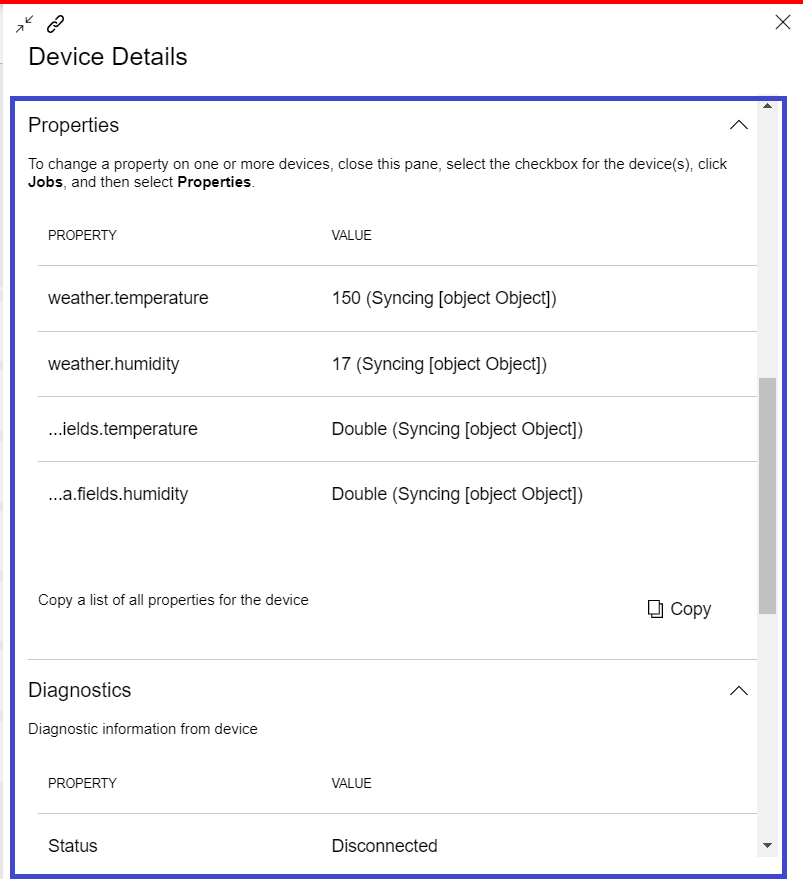 Device Details
Properties
To change a property on one or more devices, close this pane, select the checkbox for the device(s), click
Jobs, and then select Properties.
PROPERTY VALUE
weather.temperature 150 (Syncing [object Object])
weather.humidity 17 (Syncing [object Object])
...ields.temperature Double (Syncing [object Object])
...a.fields.humidity Double (Syncing [object Object])
Copy a list of all properties for the device
Copy
Diagnostics
Diagnostic information from device
PROPERTY VALUE
Status Disconnected